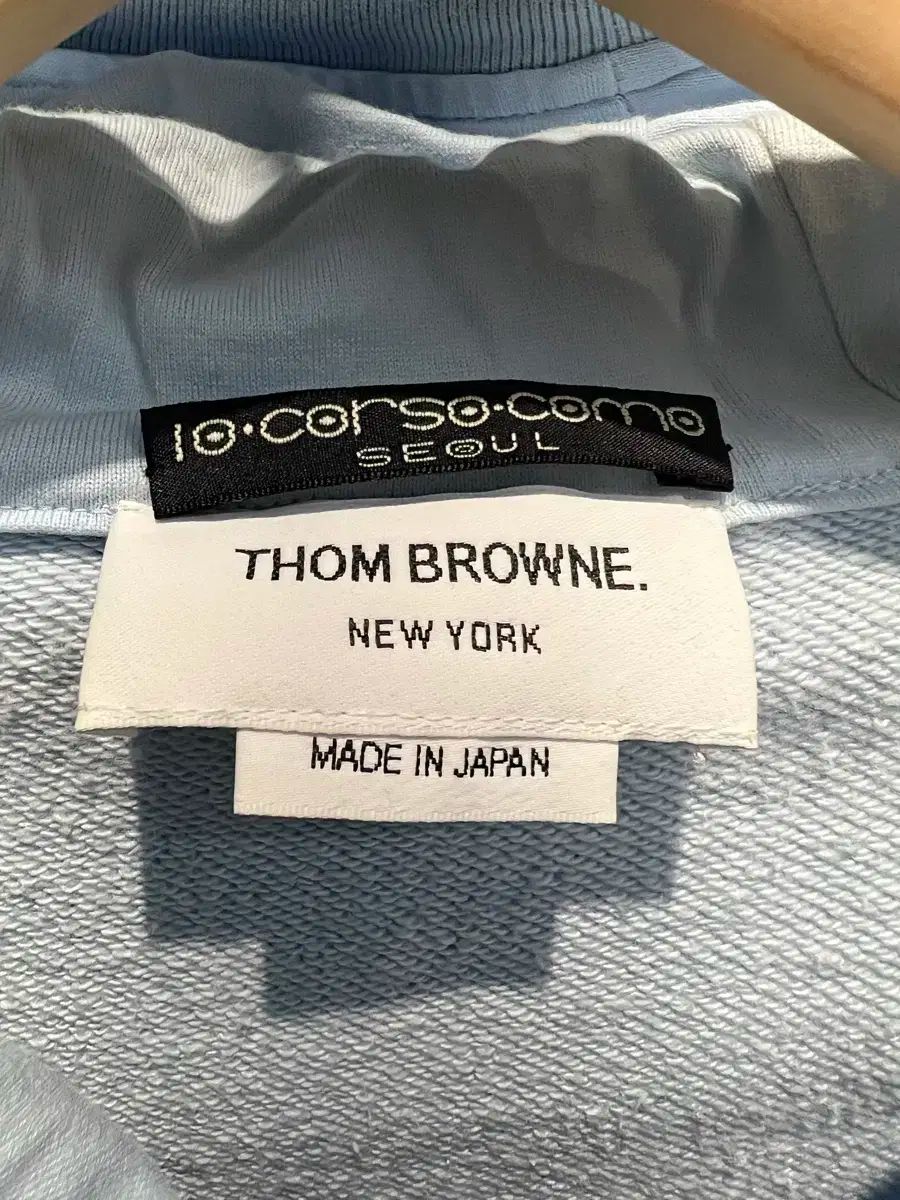 10·corso·como
SEOUL
THOM BROWNE.
NEW YORK
MADE IN JAPAN